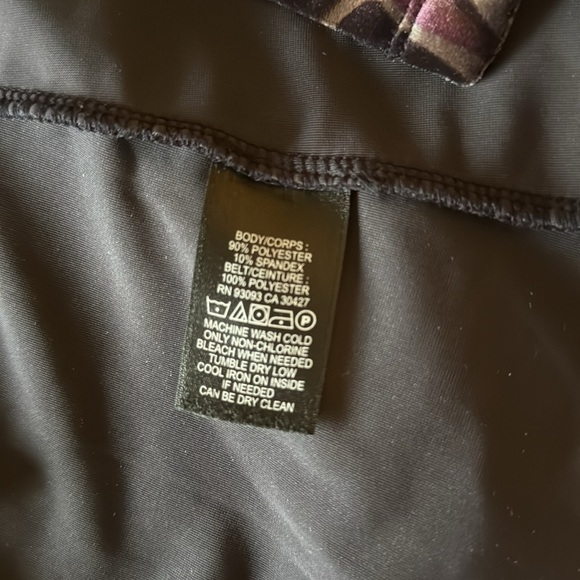 BODY/CORPS :
90% POLYESTER
10% SPANDEX
BELT/CEINTURE :
100% POLYESTER
RN 93093 CA 30427
P
MACHINE WASH COLD
ONLY NON-CHLORINE
BLEACH WHEN NEEDED
TUMBLE DRY LOW
COOL IRON ON INSIDE
IF NEEDED
CAN BE DRY CLEAN